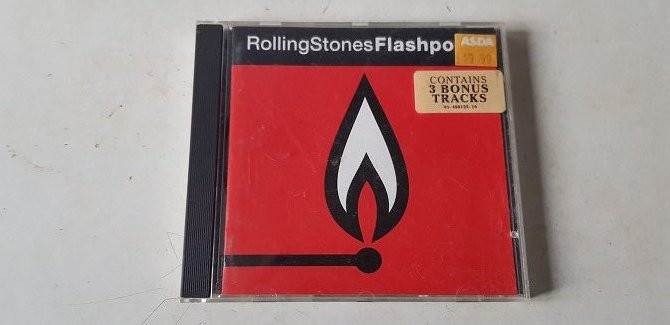 RollingStonesFlashpo
ASDA
CONTAINS
3 BONUS
TRACKS